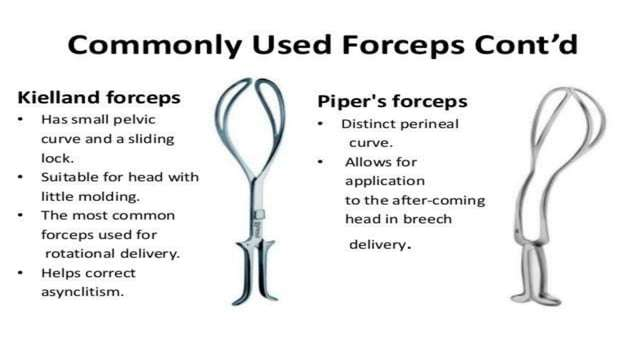 Commonly Used Forceps Cont'd
Kielland forceps
• Has small pelvic
curve and a sliding
lock.
• Suitable for head with
little molding.
• The most common
forceps used for
rotational delivery.
• Helps correct
asynclitism.
Piper's forceps
• Distinct perineal
curve.
• Allows for
application
to the after-coming
head in breech
delivery.